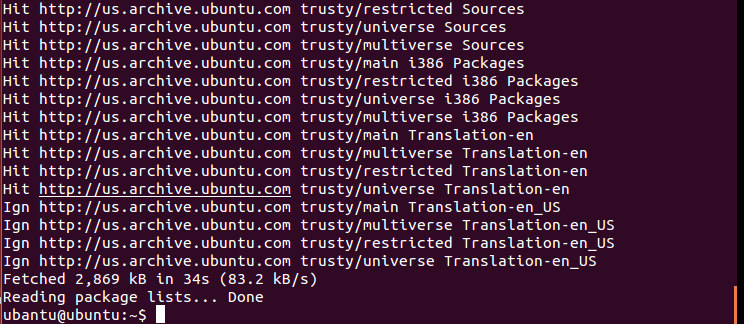 Hit http://us.archive.ubuntu.com trusty/restricted Sources
Hit http://us.archive.ubuntu.com trusty/universe Sources
Hit http://us.archive.ubuntu.com trusty/multiverse Sources
Hit http://us.archive.ubuntu.com trusty/main i386 Packages
Hit http://us.archive.ubuntu.com trusty/restricted i386 Packages
Hit http://us.archive.ubuntu.com trusty/universe i386 Packages
Hit http://us.archive.ubuntu.com trusty/multiverse i386 Packages
Hit http://us.archive.ubuntu.com trusty/main Translation-en
Hit http://us.archive.ubuntu.com trusty/multiverse Translation-en
Hit http://us.archive.ubuntu.com trusty/restricted Translation-en
Hit http://us.archive.ubuntu.com trusty/universe Translation-en
Ign http://us.archive.ubuntu.com trusty/main Translation-en_US
Ign http://us.archive.ubuntu.com trusty/multiverse Translation-en_US
Ign http://us.archive.ubuntu.com trusty/restricted Translation-en_US
Ign http://us.archive.ubuntu.com trusty/universe Translation-en_US
Fetched 2,869 kB in 34s (83.2 kB/s)
Reading package lists... Done
ubantu@ubuntu:~$